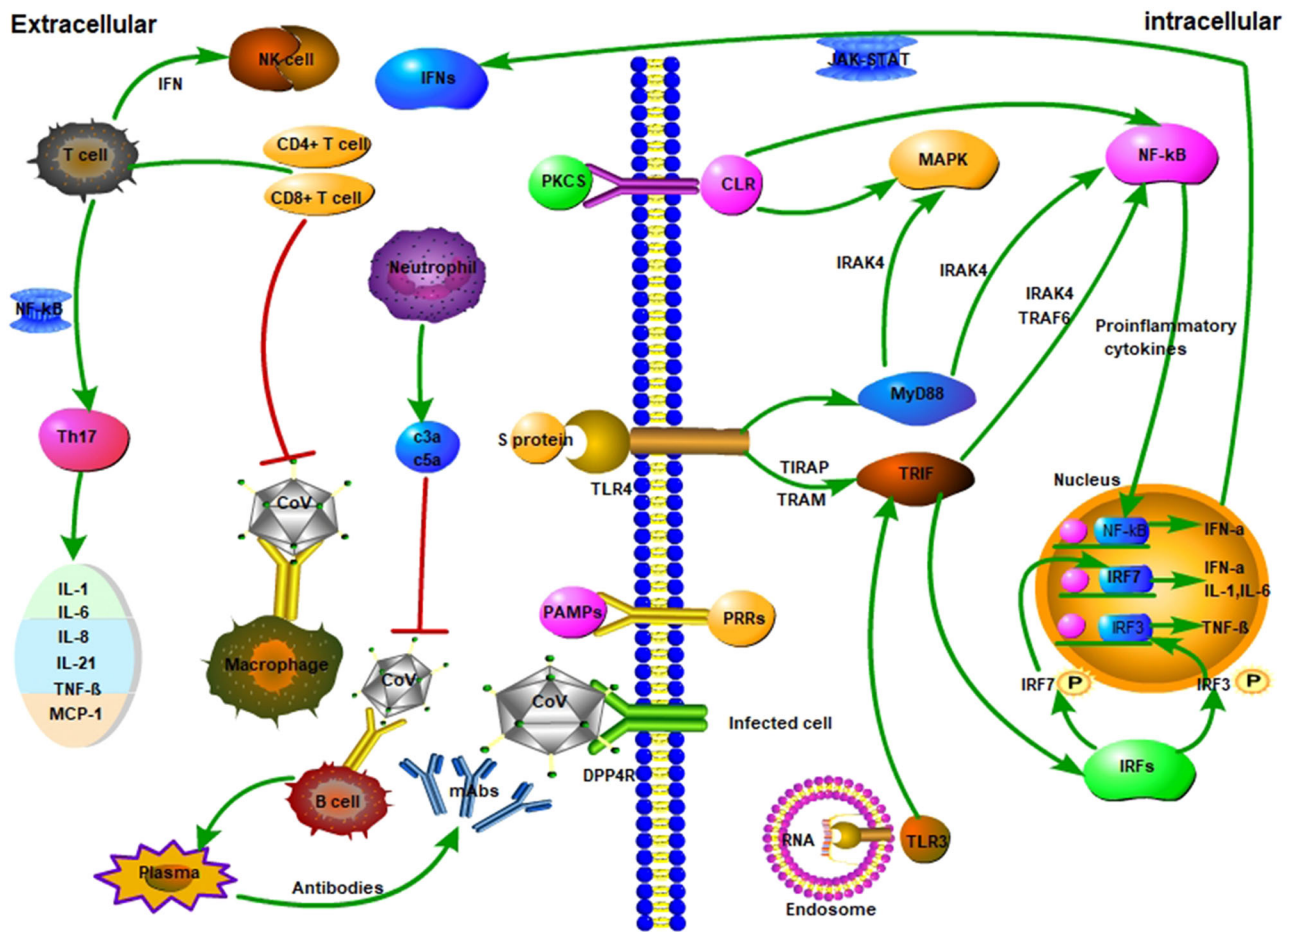 Extracellular
intracellular
NK cell
IFN
IFNs
JAK-STAT
T cell
CD4+ T cell
CD8+ T cell
PKCS
CLR
MAPK
NF-kB
Neutrophil
NF-kB
IRAK4
IRAK4
IRAK4
TRAF6
Proinflammatory
cytokines
MyD88
Th17
c3a
c5a
S protein
TLR4
TIRAP
TRAM
TRIF
Nucleus
CoV
NF-kB
IFN-a
IRF7
IFN-a
IL-1,IL-6
IRF3
TNF-ß
IL-1
IL-6
IL-8
IL-21
TNF-ß
MCP-1
Macrophage
CoV
PAMPs
PRRs
CoV
DPP4R
Infected cell
IRF7
P
IRF3
P
IRFs
B cell
mAbs
Plasma
Antibodies
RNA
TLR3
Endosome